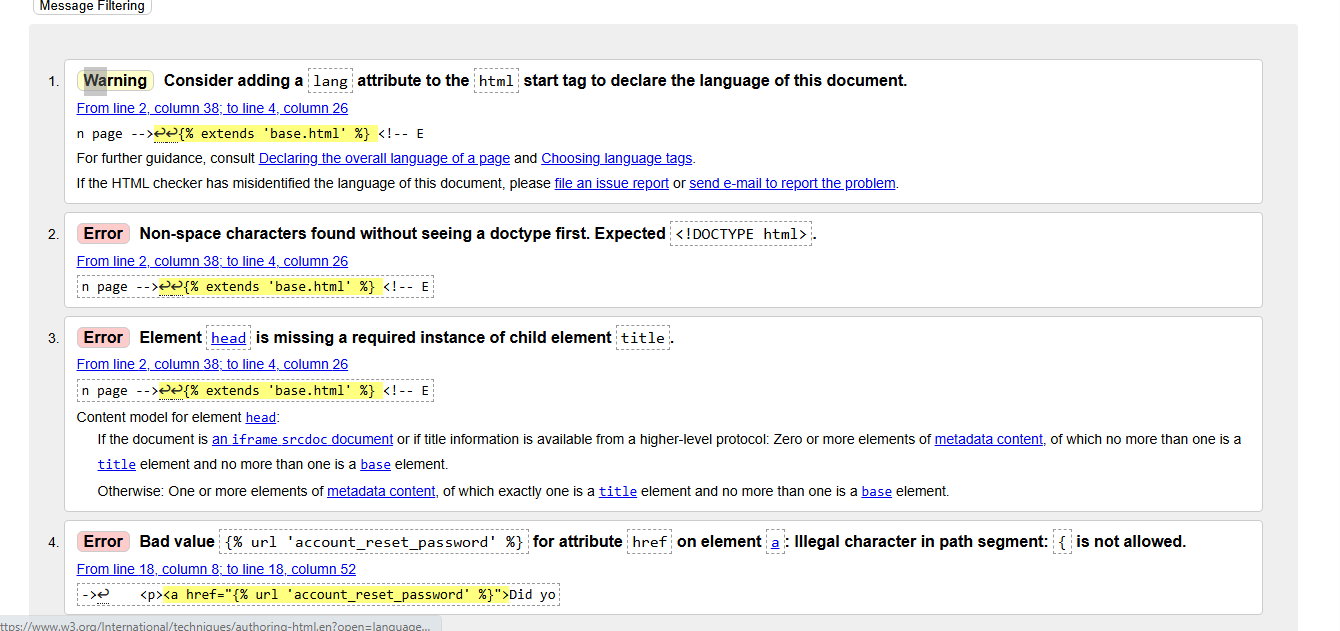 Message Filtering
1. Warning Consider adding a lang attribute to the html start tag to declare the language of this document.
From line 2, column 38; to line 4, column 26
n page -->↩↩{% extends 'base.html' %} <!-- E
For further guidance, consult Declaring the overall language of a page and Choosing language tags.
If the HTML checker has misidentified the language of this document, please file an issue report or send e-mail to report the problem.
2. Error Non-space characters found without seeing a doctype first. Expected <!DOCTYPE html>.
From line 2, column 38; to line 4, column 26
n page -->↩↩{% extends 'base.html' %} <!-- E
3. Error Element head is missing a required instance of child element title.
From line 2, column 38; to line 4, column 26
n page -->↩↩{% extends 'base.html' %} <!-- E
Content model for element head:
If the document is an iframe srcdoc document or if title information is available from a higher-level protocol: Zero or more elements of metadata content, of which no more than one is a
title element and no more than one is a base element.
Otherwise: One or more elements of metadata content, of which exactly one is a title element and no more than one is a base element.
4. Error Bad value {% url 'account_reset_password' %} for attribute href on element a: Illegal character in path segment: { is not allowed.
From line 18, column 8; to line 18, column 52
->↩    <p><a href="{% url 'account_reset_password' %}">Did yo
ttps://www.w3.org/International/techniques/authoring-html.en?open=language...